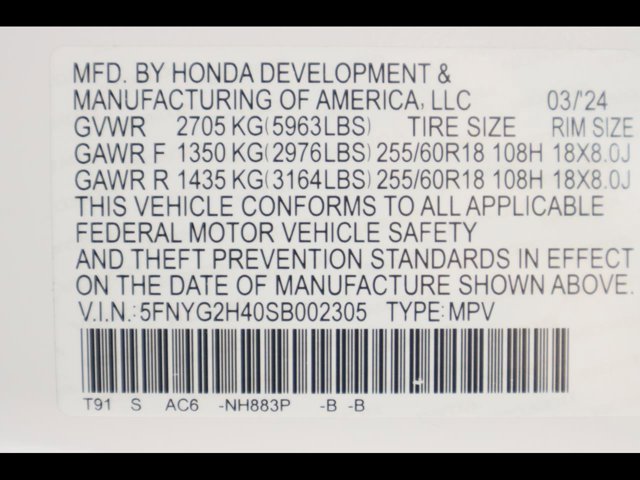 MFD. BY HONDA DEVELOPMENT &
MANUFACTURING OF AMERICA, LLC 03/'24
GVWR 2705 KG(5963LBS) TIRE SIZE RIM SIZE
GAWR F 1350 KG(2976LBS) 255/60R18 108H 18X8.0J
GAWR R 1435 KG(3164LBS) 255/60R18 108H 18X8.0J
THIS VEHICLE CONFORMS TO ALL APPLICABLE
FEDERAL MOTOR VEHICLE SAFETY
AND THEFT PREVENTION STANDARDS IN EFFECT
ON THE DATE OF MANUFACTURE SHOWN ABOVE.
V.I.N.:5FNYG2H40SB002305 TYPE:MPV
T91 S AC6 -NH883P -B -B